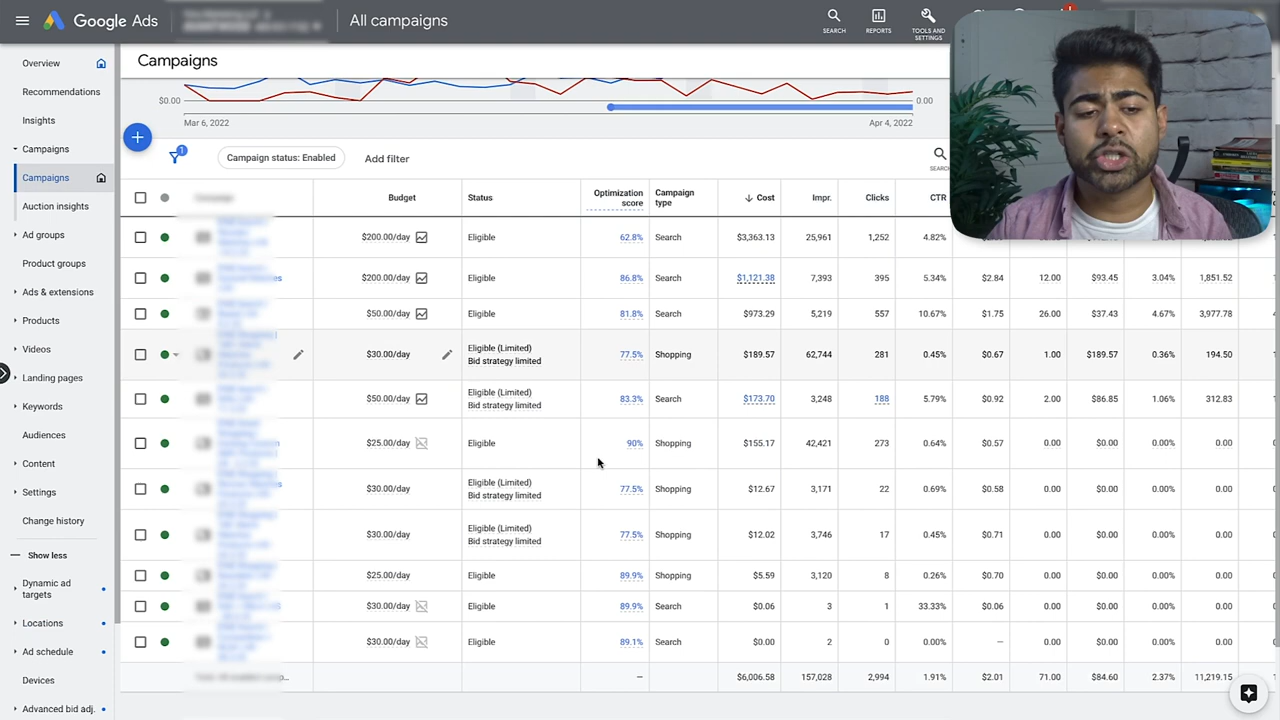 Google Ads
All campaigns
SEARCH
REPORTS
TOOLS AND
SETTINGS
Overview
Recommendations
Insights
Campaigns
Campaigns
Auction insights
Ad groups
Product groups
Ads & extensions
Products
Videos
Landing pages
Keywords
Audiences
Content
Settings
Change history
Show less
Dynamic ad
targets
Locations
Ad schedule
Devices
Advanced bid adj.
Campaigns
$0.00
0.00
Mar 6, 2022
Apr 4, 2022
1
Campaign status: Enabled
Add filter
SEARCH
Budget Status Optimization score Campaign type Cost Impr. Clicks CTR
$200.00/day Eligible 62.8% Search $3,363.13 25,961 1,252 4.82%
$200.00/day Eligible 86.8% Search $1,121.38 7,393 395 5.34% $2.84 12.00 $93.45 3.04% 1,851.52
$50.00/day Eligible 81.8% Search $973.29 5,219 557 10.67% $1.75 26.00 $37.43 4.67% 3,977.78
$30.00/day Eligible (Limited) Bid strategy limited 77.5% Shopping $189.57 62,744 281 0.45% $0.67 1.00 $189.57 0.36% 194.50
$50.00/day Eligible (Limited) Bid strategy limited 83.3% Search $173.70 3,248 188 5.79% $0.92 2.00 $86.85 1.06% 312.83
$25.00/day Eligible 90% Shopping $155.17 42,421 273 0.64% $0.57 0.00 $0.00 0.00% 0.00
$30.00/day Eligible (Limited) Bid strategy limited 77.5% Shopping $12.67 3,171 22 0.69% $0.58 0.00 $0.00 0.00% 0.00
$30.00/day Eligible (Limited) Bid strategy limited 77.5% Shopping $12.02 3,746 17 0.45% $0.71 0.00 $0.00 0.00% 0.00
$25.00/day Eligible 89.9% Shopping $5.59 3,120 8 0.26% $0.70 0.00 $0.00 0.00% 0.00
$30.00/day Eligible 89.9% Search $0.06 3 1 33.33% $0.06 0.00 $0.00 0.00% 0.00
$30.00/day Eligible 89.1% Search $0.00 2 0 0.00% — 0.00 $0.00 0.00% 0.00
— $6,006.58 157,028 2,994 1.91% $2.01 71.00 $84.60 2.37% 11,219.15